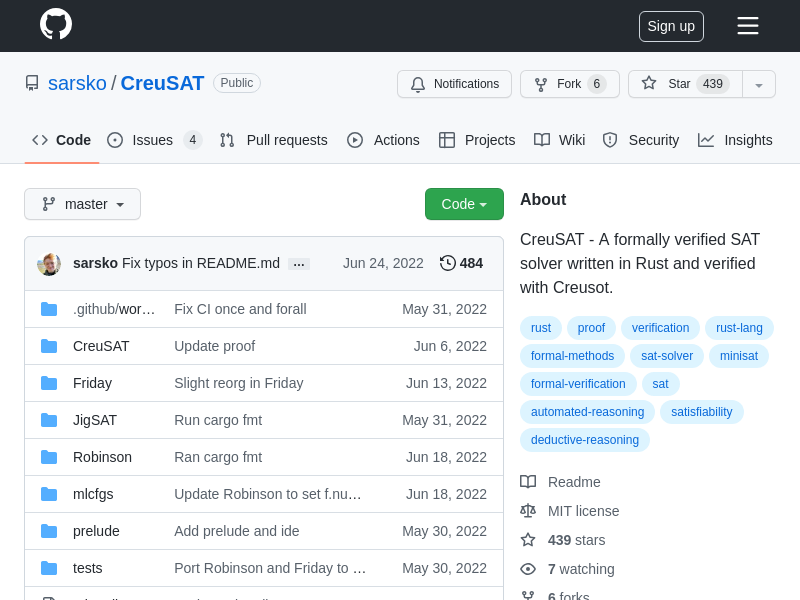 Sign up
sarsko / CreuSAT Public
Notifications Fork 6 Star 439
Code Issues 4 Pull requests Actions Projects Wiki Security Insights
master Code
sarsko Fix typos in README.md … Jun 24, 2022 484
.github/wor… Fix CI once and forall May 31, 2022
CreuSAT Update proof Jun 6, 2022
Friday Slight reorg in Friday Jun 13, 2022
JigSAT Run cargo fmt May 31, 2022
Robinson Ran cargo fmt Jun 18, 2022
mlcfgs Update Robinson to set f.nu… Jun 18, 2022
prelude Add prelude and ide May 30, 2022
tests Port Robinson and Friday to … May 30, 2022
About
CreuSAT - A formally verified SAT
solver written in Rust and verified
with Creusot.
rust proof verification rust-lang
formal-methods sat-solver minisat
formal-verification sat
automated-reasoning satisfiability
deductive-reasoning
Readme
MIT license
439 stars
7 watching
6 forks